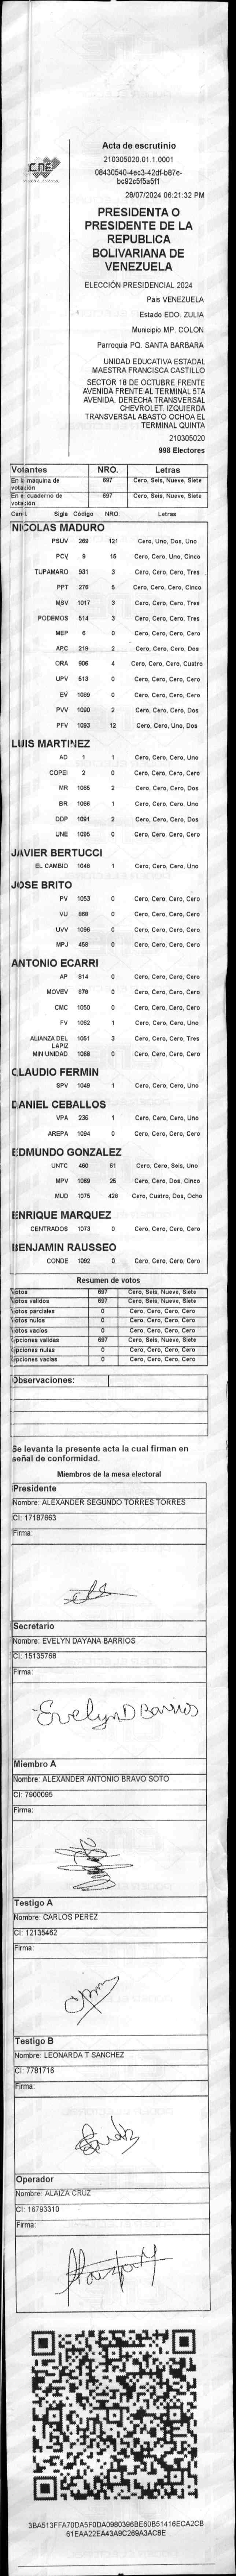 CNE
Acta de escrutinio
210305020.01.1.0001
08430540-4ec3-42df-b87e-
bc92c5f5a5f1
28/07/2024 06:21:32 PM
PRESIDENTA O
PRESIDENTE DE LA
REPUBLICA
BOLIVARIANA DE
VENEZUELA
ELECCIÓN PRESIDENCIAL 2024
País VENEZUELA
Estado EDO. ZULIA
Municipio MP. COLON
Parroquia PQ. SANTA BARBARA
UNIDAD EDUCATIVA ESTADAL
MAESTRA FRANCISCA CASTILLO
SECTOR 18 DE OCTUBRE FRENTE
AVENIDA FRENTE AL TERMINAL 5TA
AVENIDA. DERECHA TRANSVERSAL
CHEVROLET. IZQUIERDA
TRANSVERSAL ABASTO OCHOA EL
TERMINAL QUINTA
210305020
998 Electores
Votantes NRO. Letras
En la máquina de votación 697 Cero, Seis, Nueve, Siete
En el cuaderno de votación 697 Cero, Seis, Nueve, Siete
Sigla Código NRO. Letras
NICOLAS MADURO
PSUV 269 121 Cero, Uno, Dos, Uno
PCV 9 15 Cero, Cero, Uno, Cinco
TUPAMARO 931 3 Cero, Cero, Cero, Tres
PPT 276 5 Cero, Cero, Cero, Cinco
MSV 1017 3 Cero, Cero, Cero, Tres
PODEMOS 514 3 Cero, Cero, Cero, Tres
MEP 6 0 Cero, Cero, Cero, Cero
APC 219 2 Cero, Cero, Cero, Dos
ORA 906 4 Cero, Cero, Cero, Cuatro
UPV 513 0 Cero, Cero, Cero, Cero
EV 1089 0 Cero, Cero, Cero, Cero
PVV 1090 2 Cero, Cero, Cero, Dos
PFV 1093 12 Cero, Cero, Uno, Dos
LUIS MARTINEZ
AD 1 1 Cero, Cero, Cero, Uno
COPEI 2 0 Cero, Cero, Cero, Cero
MR 1065 2 Cero, Cero, Cero, Dos
BR 1066 1 Cero, Cero, Cero, Uno
DDP 1091 2 Cero, Cero, Cero, Dos
UNE 1095 0 Cero, Cero, Cero, Cero
JAVIER BERTUCCI
EL CAMBIO 1048 1 Cero, Cero, Cero, Uno
JOSE BRITO
PV 1053 0 Cero, Cero, Cero, Cero
VU 868 0 Cero, Cero, Cero, Cero
UVV 1096 0 Cero, Cero, Cero, Cero
MPJ 458 0 Cero, Cero, Cero, Cero
ANTONIO ECARRI
AP 814 0 Cero, Cero, Cero, Cero
MOVEV 878 0 Cero, Cero, Cero, Cero
CMC 1050 0 Cero, Cero, Cero, Cero
FV 1062 1 Cero, Cero, Cero, Uno
ALIANZA DEL LAPIZ 1051 3 Cero, Cero, Cero, Tres
MIN UNIDAD 1068 0 Cero, Cero, Cero, Cero
CLAUDIO FERMIN
SPV 1049 1 Cero, Cero, Cero, Uno
DANIEL CEBALLOS
VPA 236 1 Cero, Cero, Cero, Uno
AREPA 1094 0 Cero, Cero, Cero, Cero
EDMUNDO GONZALEZ
UNTC 460 61 Cero, Cero, Seis, Uno
MPV 1069 25 Cero, Cero, Dos, Cinco
MUD 1075 428 Cero, Cuatro, Dos, Ocho
ENRIQUE MARQUEZ
CENTRADOS 1073 0 Cero, Cero, Cero, Cero
BENJAMIN RAUSSEO
CONDE 1092 0 Cero, Cero, Cero, Cero
Resumen de votos
Votos 697 Cero, Seis, Nueve, Siete
Votos validos 697 Cero, Seis, Nueve, Siete
Votos parciales 0 Cero, Cero, Cero, Cero
Votos nulos 0 Cero, Cero, Cero, Cero
Votos vacios 0 Cero, Cero, Cero, Cero
Opciones validas 697 Cero, Seis, Nueve, Siete
Opciones nulas 0 Cero, Cero, Cero, Cero
Opciones vacias 0 Cero, Cero, Cero, Cero
Observaciones:
Se levanta la presente acta la cual firman en
señal de conformidad.
Miembros de la mesa electoral
Presidente
Nombre: ALEXANDER SEGUNDO TORRES TORRES
CI: 17187663
Firma:
Secretario
Nombre: EVELYN DAYANA BARRIOS
CI: 15135768
Firma:
Evelyn D Barrios
Miembro A
Nombre: ALEXANDER ANTONIO BRAVO SOTO
CI: 7900095
Firma:
Testigo A
Nombre: CARLOS PEREZ
CI: 12135462
Firma:
Testigo B
Nombre: LEONARDA T SANCHEZ
CI: 7781716
Firma:
Operador
Nombre: ALAIZA CRUZ
CI: 16793310
Firma:
3BA513FFA70DA5F0DA0980396BE60B51416ECA2CB
61EAA22EA43A9C269A3AC8E